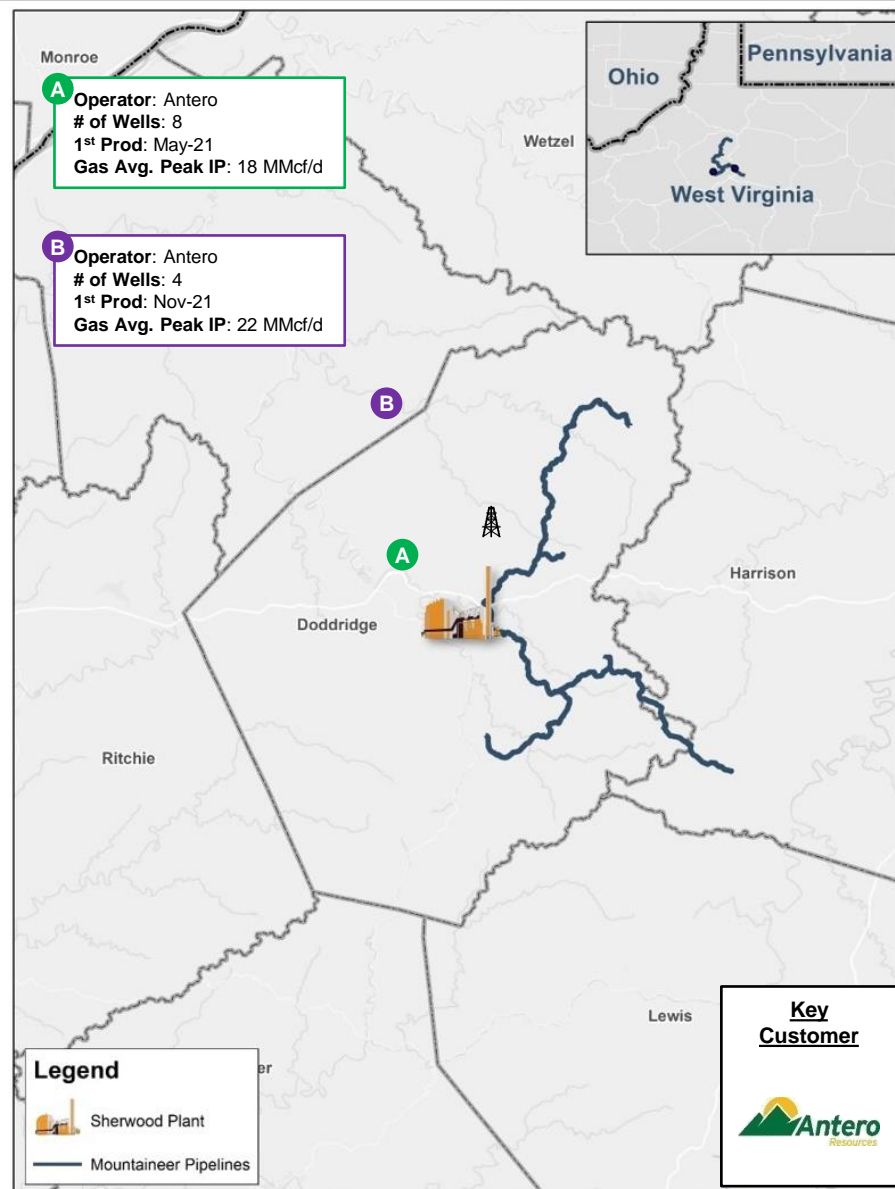 Monroe
A
Operator: Antero
# of Wells: 8
1st Prod: May-21
Gas Avg. Peak IP: 18 MMcf/d
Wetzel
Ohio
Pennsylvania
West Virginia
B
Operator: Antero
# of Wells: 4
1st Prod: Nov-21
Gas Avg. Peak IP: 22 MMcf/d
B
A
Harrison
Doddridge
Ritchie
Lewis
er
Legend
Sherwood Plant
Mountaineer Pipelines
Key
Customer
Antero
Resources